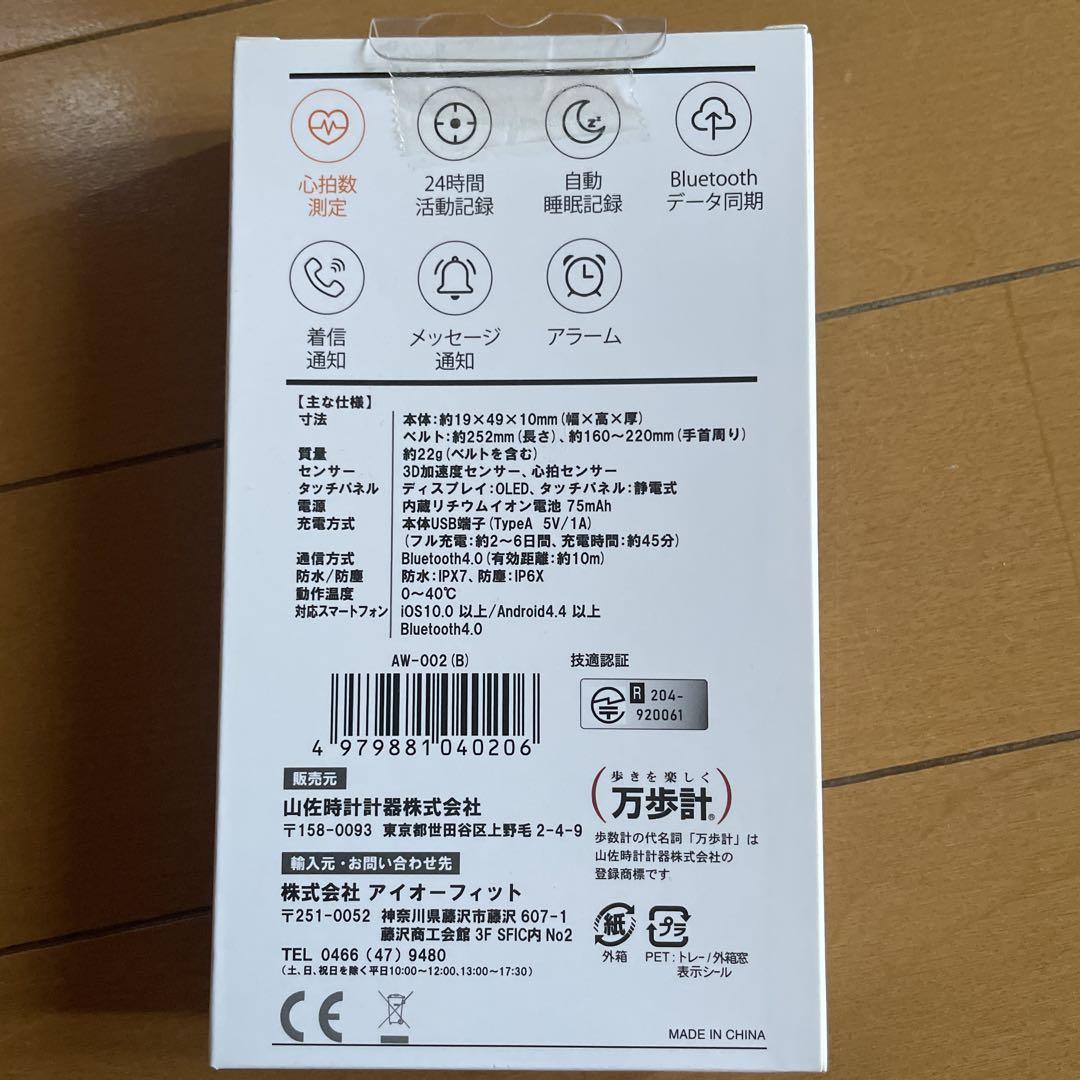 心拍数
測定
24時間
活動記録
自動
睡眠記録
Bluetooth
データ同期
着信
通知
メッセージ
通知
アラーム
【主な仕様】
寸法 本体:約19×49×10mm(幅×高×厚)
ベルト:約252mm(長さ)、約160〜220mm(手首周り)
質量 約22g(ベルトを含む)
センサー 3D加速度センサー、心拍センサー
タッチパネル ディスプレイ:OLED、タッチパネル:静電式
電源 内蔵リチウムイオン電池 75mAh
充電方式 本体USB端子(TypeA 5V/1A)
(フル充電:約2〜6日間、充電時間:約45分)
通信方式 Bluetooth4.0(有効距離:約10m)
防水/防塵 防水:IPX7、防塵:IP6X
動作温度 0〜40℃
対応スマートフォン iOS10.0 以上/Android4.4 以上
Bluetooth4.0
AW-002(B)
4 979881 040206
技適認証
R 204-
920061
販売元
山佐時計計器株式会社
〒158-0093 東京都世田谷区上野毛 2-4-9
歩きを楽しく
万歩計®
歩数計の代名詞「万歩計」は
山佐時計計器株式会社の
登録商標です
輸入元・お問い合わせ先
株式会社 アイオーフィット
〒251-0052 神奈川県藤沢市藤沢 607-1
藤沢商工会館 3F SFIC内 No2
TEL 0466(47)9480
(土、日、祝日を除く平日10:00〜12:00、13:00〜17:30)
紙
外箱
プラ
PET:トレー/外箱窓
表示シール
CE
MADE IN CHINA